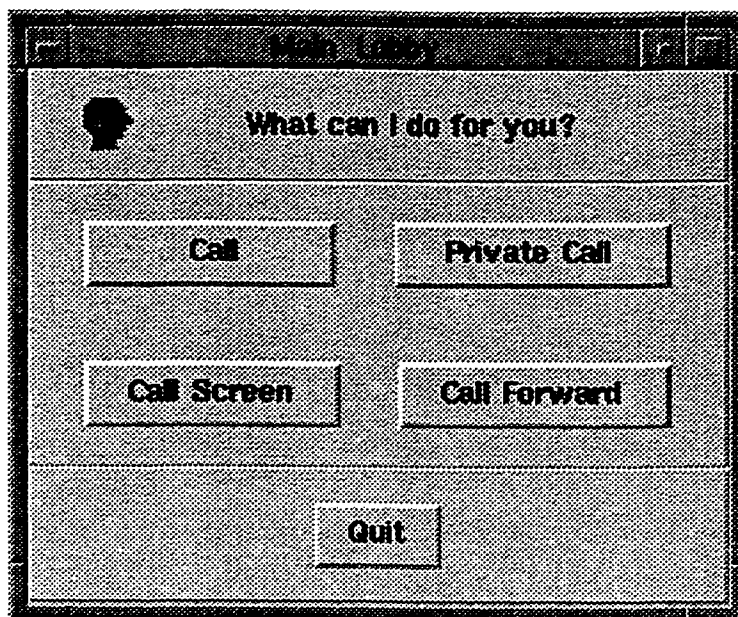 Main Lobby
What can I do for you?
Call Private Call
Call Screen Call Forward
Quit